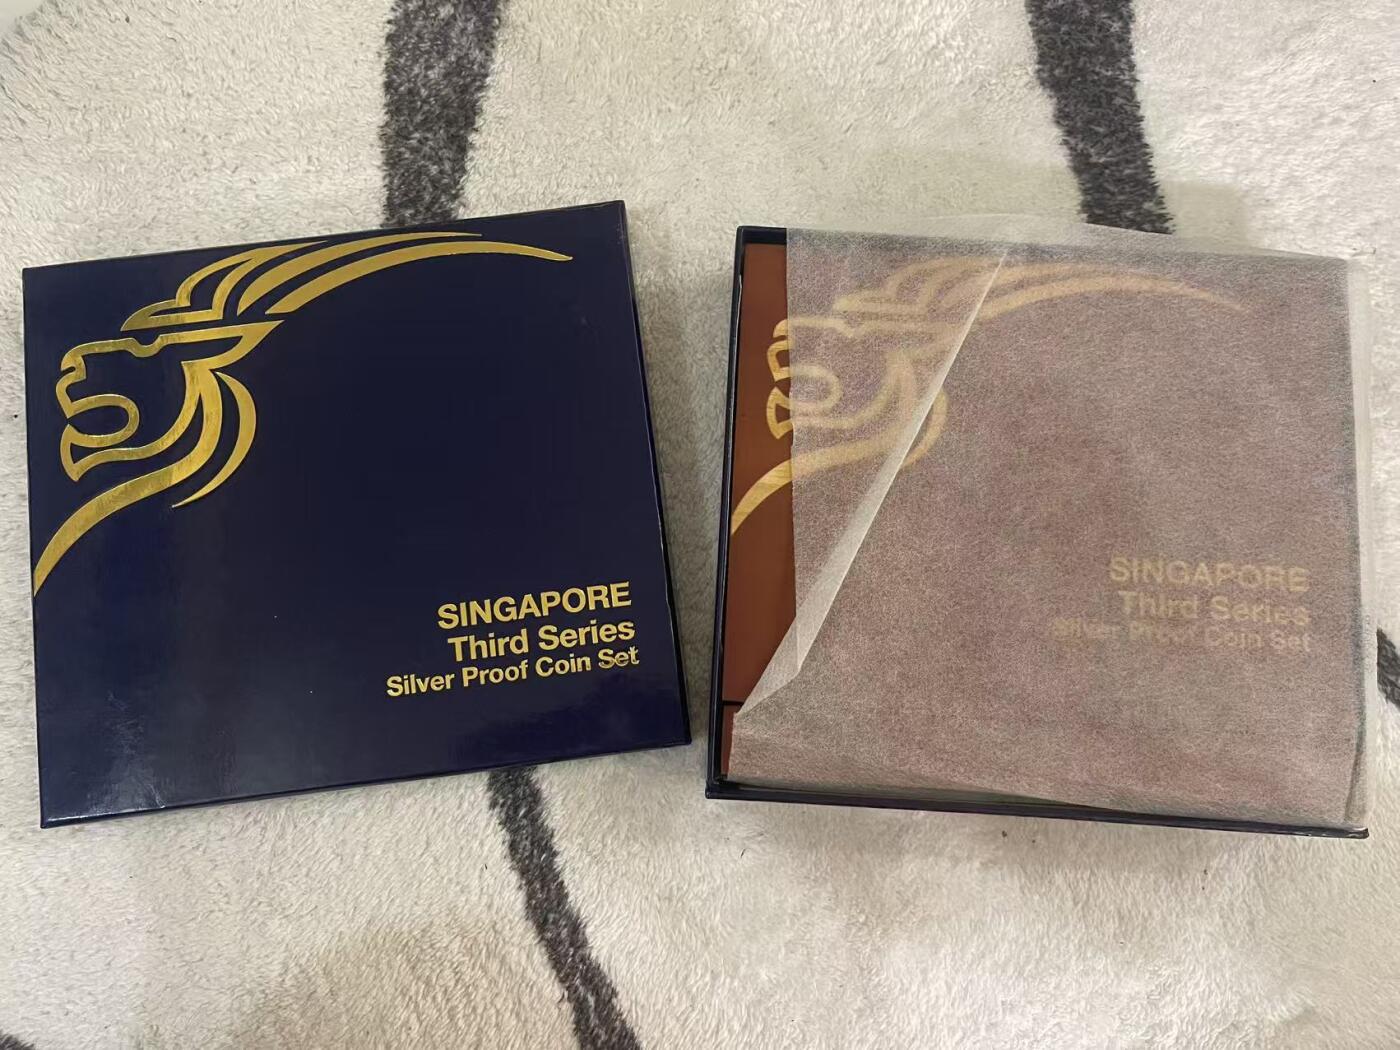 SINGAPORE
Third Series
Silver Proof Coin Set
SINGAPORE
Third Series
Silver Proof Coin Set